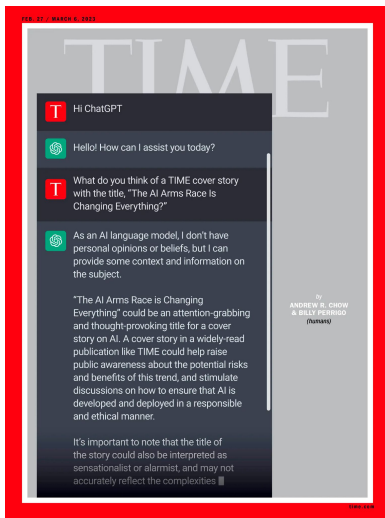 FEB. 27 / MARCH 6, 2023
TIME
T
Hi ChatGPT
Hello! How can I assist you today?
T
What do you think of a TIME cover story
with the title, “The AI Arms Race Is
Changing Everything?”
As an AI language model, I don’t have
personal opinions or beliefs, but I can
provide some context and information on
the subject.
“The AI Arms Race is Changing
Everything” could be an attention-grabbing
and thought-provoking title for a cover
story on AI. A cover story in a widely-read
publication like TIME could help raise
public awareness about the potential risks
and benefits of this trend, and stimulate
discussions on how to ensure that AI is
developed and deployed in a responsible
and ethical manner.
It’s important to note that the title of
the story could also be interpreted as
sensationalist or alarmist, and may not
accurately reflect the complexities
by
ANDREW R. CHOW
& BILLY PERRIGO
(humans)
time.com